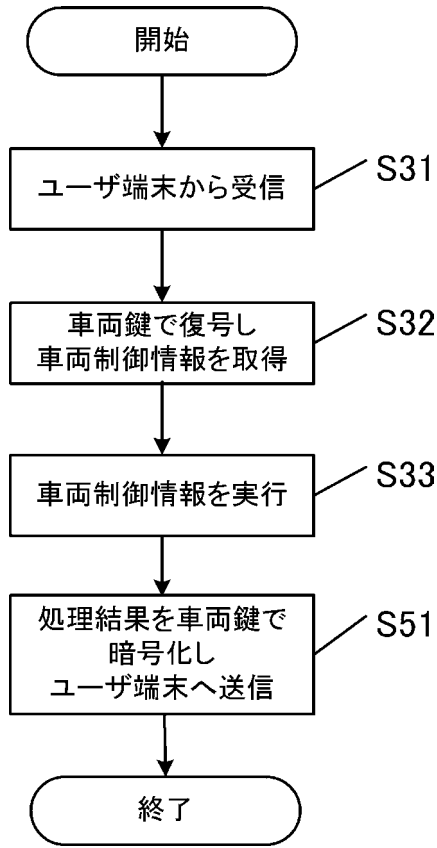 開始
ユーザ端末から受信
S31
車両鍵で復号し
車両制御情報を取得
S32
車両制御情報を実行
S33
処理結果を車両鍵で
暗号化し
ユーザ端末へ送信
S51
終了